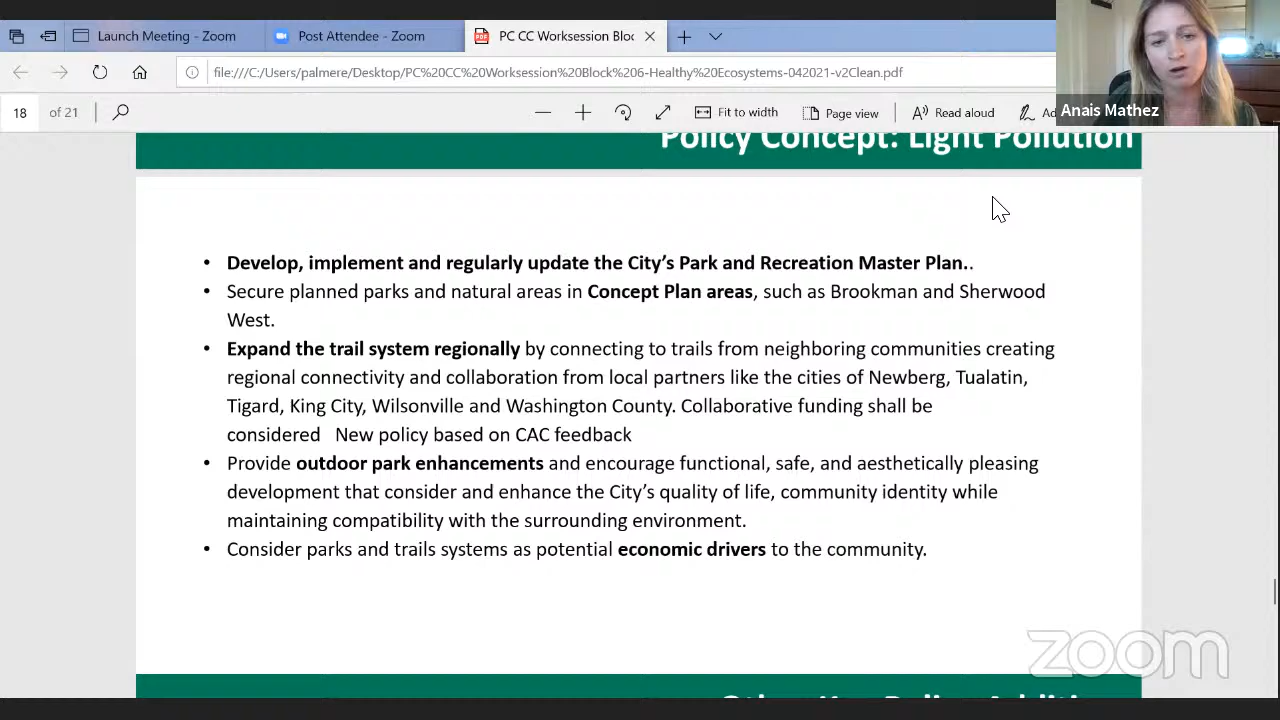 Launch Meeting - Zoom
Post Attendee - Zoom
PC CC Worksession Bloc
file:///C:/Users/palmere/Desktop/PC%20CC%20Worksession%20Block%206-Healthy%20Ecosystems-042021-v2Clean.pdf
18 of 21
Fit to width
Page view
Read aloud
Anais Mathez
Policy Concept: Light Pollution
• Develop, implement and regularly update the City's Park and Recreation Master Plan..
• Secure planned parks and natural areas in Concept Plan areas, such as Brookman and Sherwood
West.
• Expand the trail system regionally by connecting to trails from neighboring communities creating
regional connectivity and collaboration from local partners like the cities of Newberg, Tualatin,
Tigard, King City, Wilsonville and Washington County. Collaborative funding shall be
considered New policy based on CAC feedback
• Provide outdoor park enhancements and encourage functional, safe, and aesthetically pleasing
development that consider and enhance the City's quality of life, community identity while
maintaining compatibility with the surrounding environment.
• Consider parks and trails systems as potential economic drivers to the community.
zoom